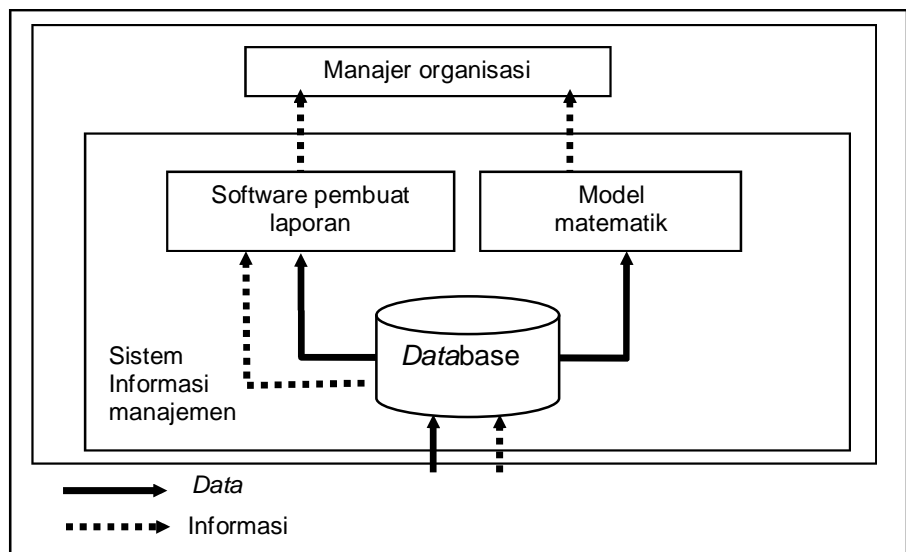 Manajer organisasi
Software pembuat
laporan
Model
matematik
Database
Sistem
Informasi
manajemen
Data
Informasi